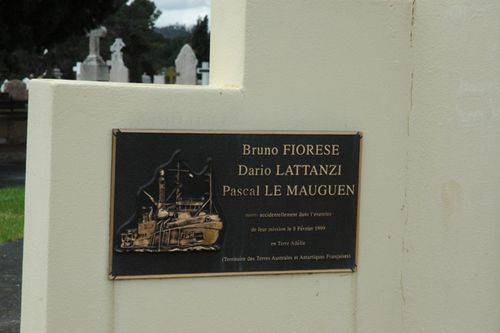 Bruno FIORESE
Dario LATTANZI
Pascal LE MAUGUEN
morts accidentellement dans l'exercice
de leur mission le 8 Février 1999
en Terre Adélie
(Territoire des Terres Australes et Antarctiques Françaises)